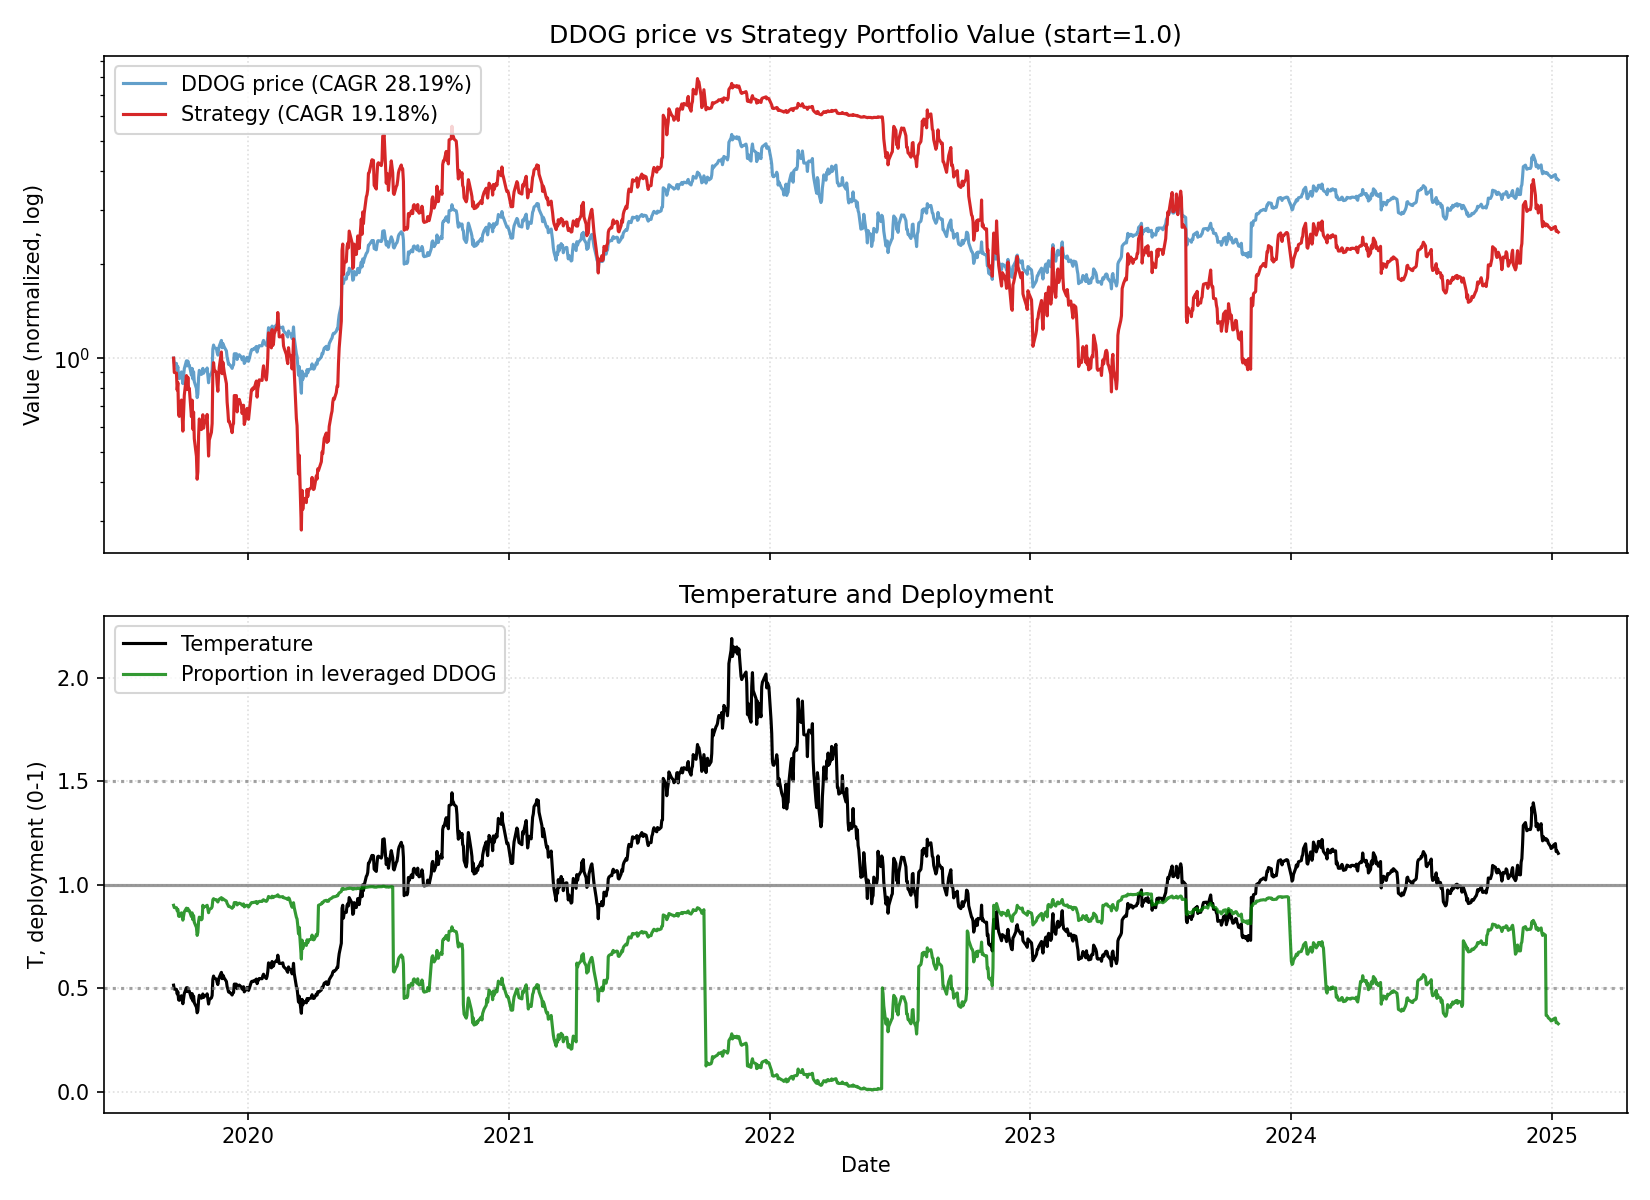 DDOG price vs Strategy Portfolio Value (start=1.0)
DDOG price (CAGR 28.19%)
Strategy (CAGR 19.18%)
Value (normalized, log)
10⁰
Temperature and Deployment
Temperature
Proportion in leveraged DDOG
T, deployment (0-1)
2.0
1.5
1.0
0.5
0.0
2020 2021 2022 2023 2024 2025
Date